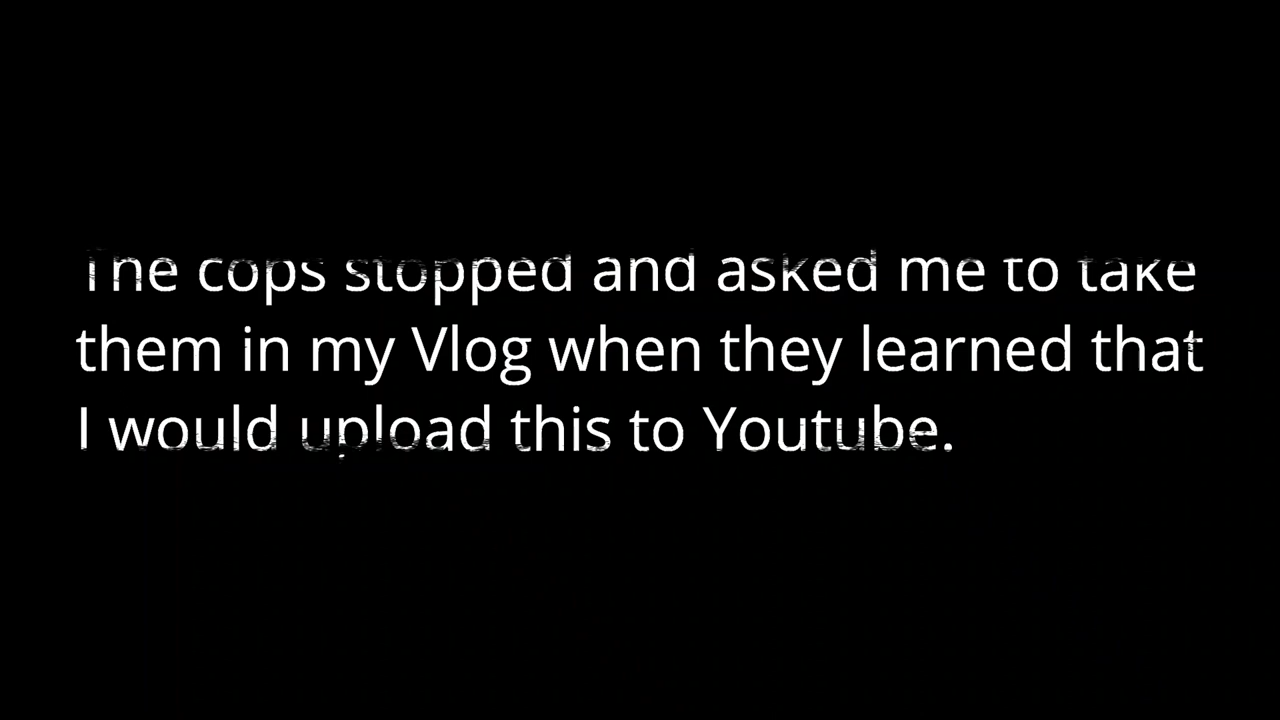 The cops stopped and asked me to take
them in my Vlog when they learned that
I would upload this to Youtube.